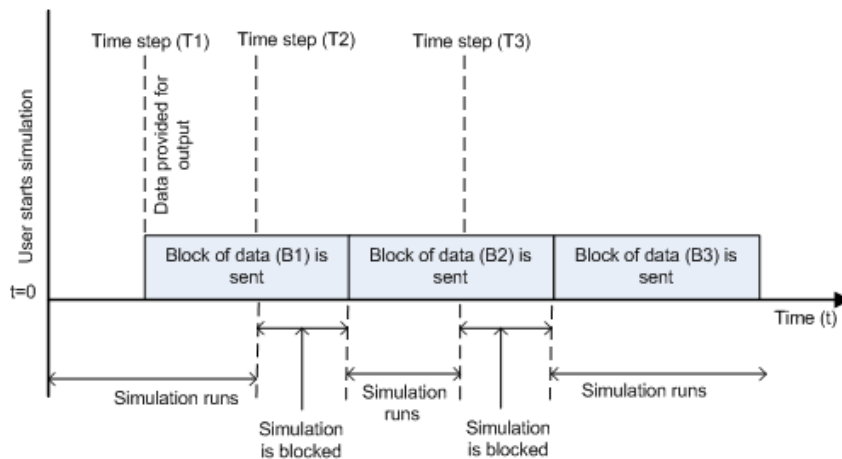 Time step (T1)
Time step (T2)
Time step (T3)
User starts simulation
Data provided for
output
Block of data (B1) is
sent
Block of data (B2) is
sent
Block of data (B3) is
sent
t=0
Time (t)
Simulation runs
Simulation
runs
Simulation runs
Simulation
is blocked
Simulation
is blocked